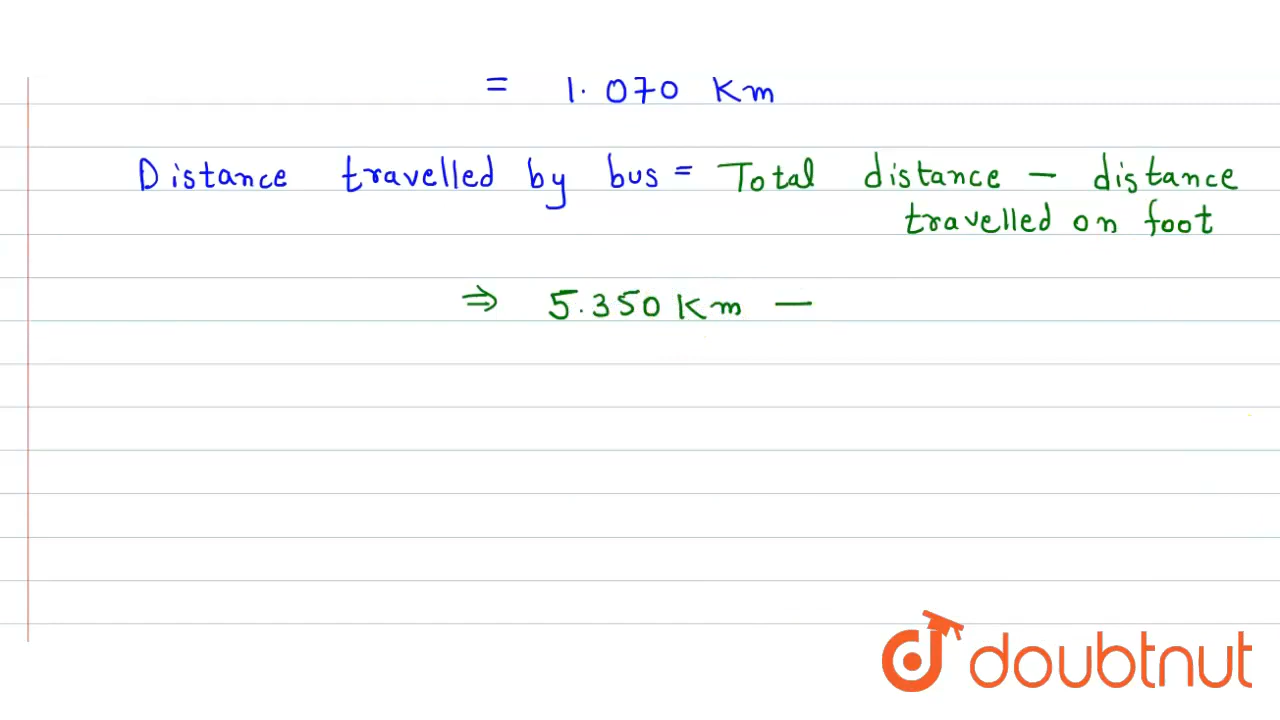 = 1.070 Km
Distance travelled by bus = Total distance - distance
travelled on foot
⇒ 5.350 Km -
doubtnut